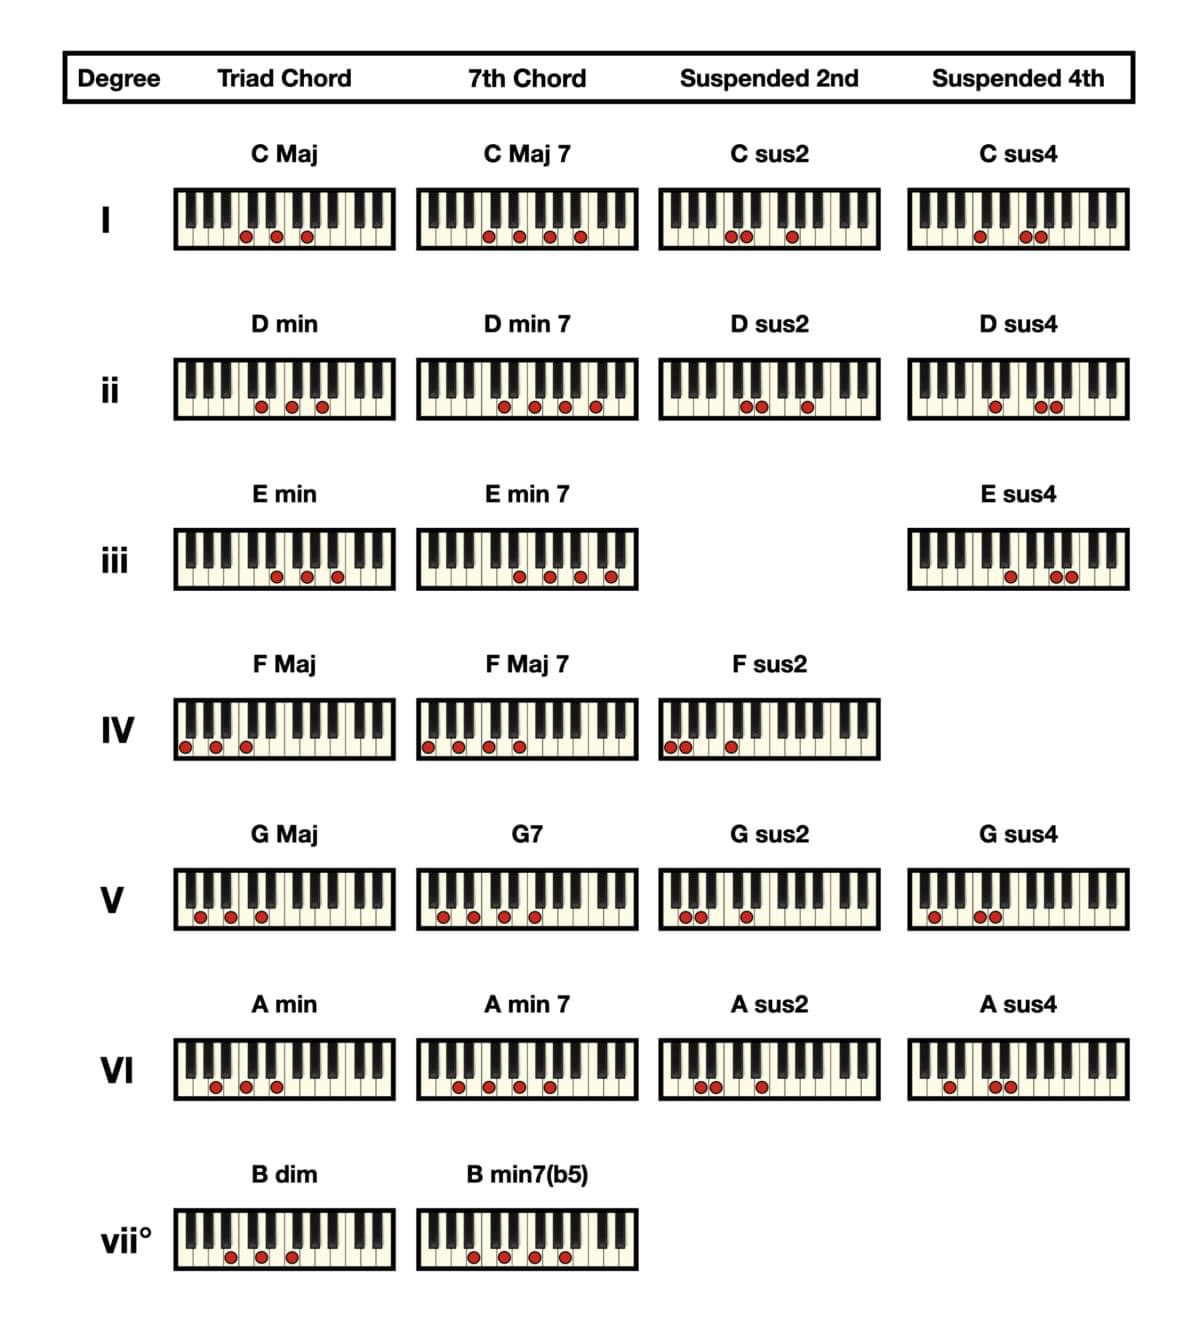 Degree Triad Chord 7th Chord Suspended 2nd Suspended 4th
C Maj C Maj 7 C sus2 C sus4
I
D min D min 7 D sus2 D sus4
ii
E min E min 7 E sus4
iii
F Maj F Maj 7 F sus2
IV
G Maj G7 G sus2 G sus4
V
A min A min 7 A sus2 A sus4
VI
B dim B min7(b5)
vii°